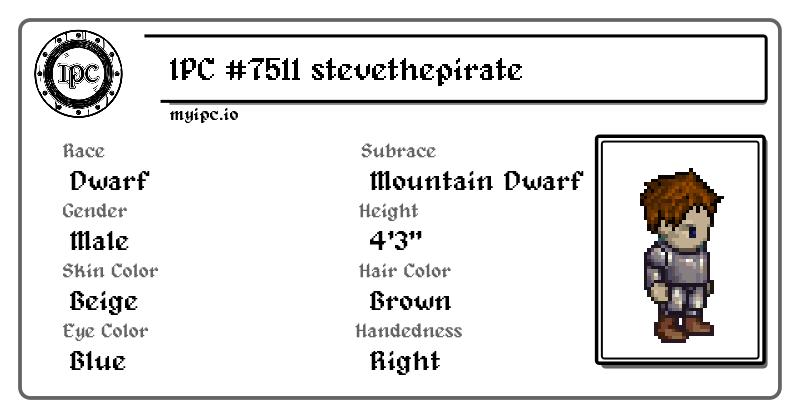 IPC
IPC #7511 stevethepirate
myipc.io
Race
Dwarf
Subrace
Mountain Dwarf
Gender
Male
Height
4'3"
Skin Color
Beige
Hair Color
Brown
Eye Color
Blue
Handedness
Right